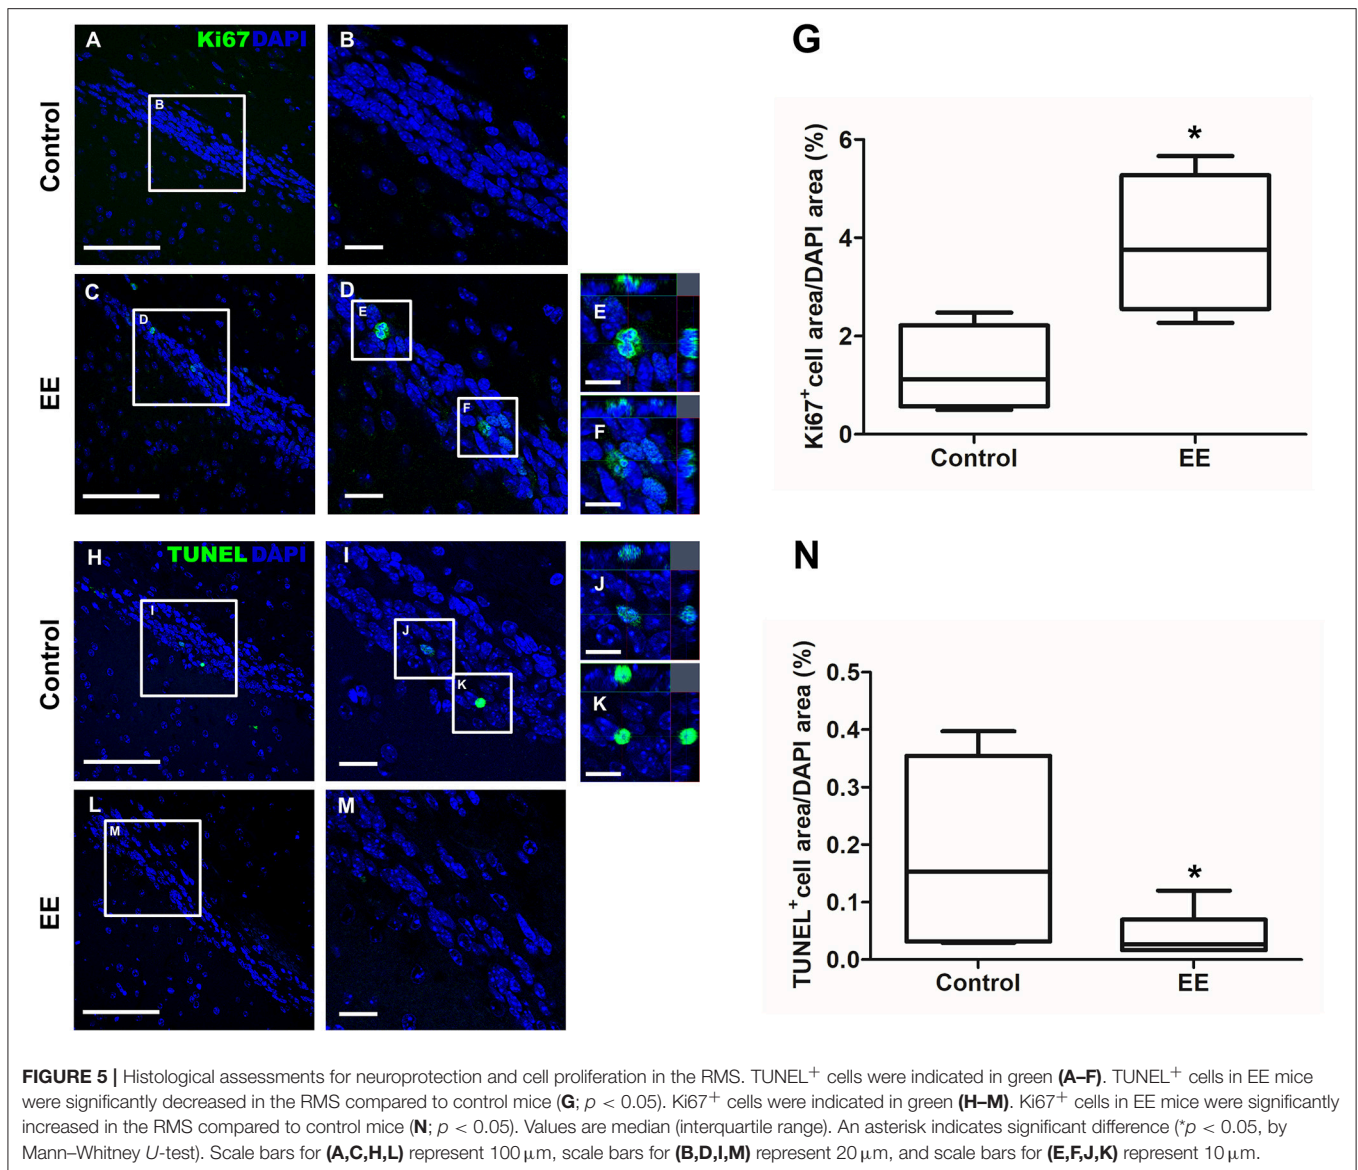 A
Ki67 DAPI
B
B
Control
C
D
D
E
F
E
F
EE
G
Ki67+ cell area/DAPI area (%)
6
4
2
0
*
Control
EE
H
TUNEL DAPI
I
I
J
K
J
K
Control
L
M
M
EE
N
TUNEL+ cell area/DAPI area (%)
0.5
0.4
0.3
0.2
0.1
0.0
*
Control
EE
FIGURE 5 | Histological assessments for neuroprotection and cell proliferation in the RMS. TUNEL+ cells were indicated in green (A–F). TUNEL+ cells in EE mice
were significantly decreased in the RMS compared to control mice (G; p < 0.05). Ki67+ cells were indicated in green (H–M). Ki67+ cells in EE mice were significantly
increased in the RMS compared to control mice (N; p < 0.05). Values are median (interquartile range). An asterisk indicates significant difference (*p < 0.05, by
Mann–Whitney U-test). Scale bars for (A,C,H,L) represent 100 μm, scale bars for (B,D,I,M) represent 20 μm, and scale bars for (E,F,J,K) represent 10 μm.